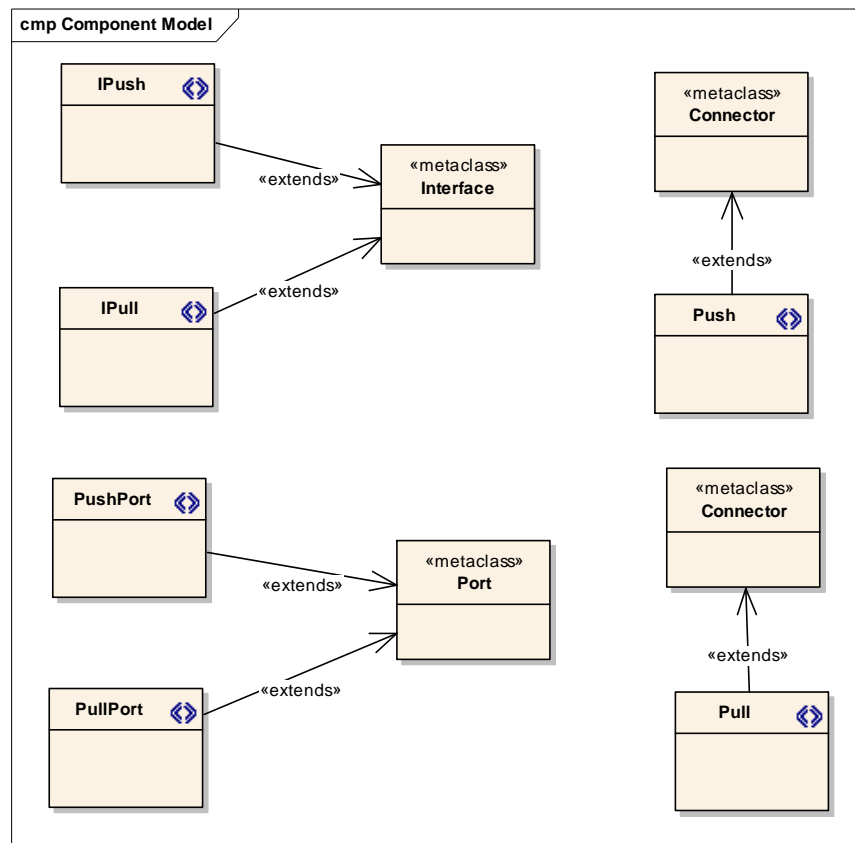 cmp Component Model
IPush
«metaclass»
Connector
«metaclass»
Interface
«extends»
«extends»
IPull
«extends»
Push
PushPort
«metaclass»
Connector
«metaclass»
Port
«extends»
«extends»
PullPort
«extends»
Pull